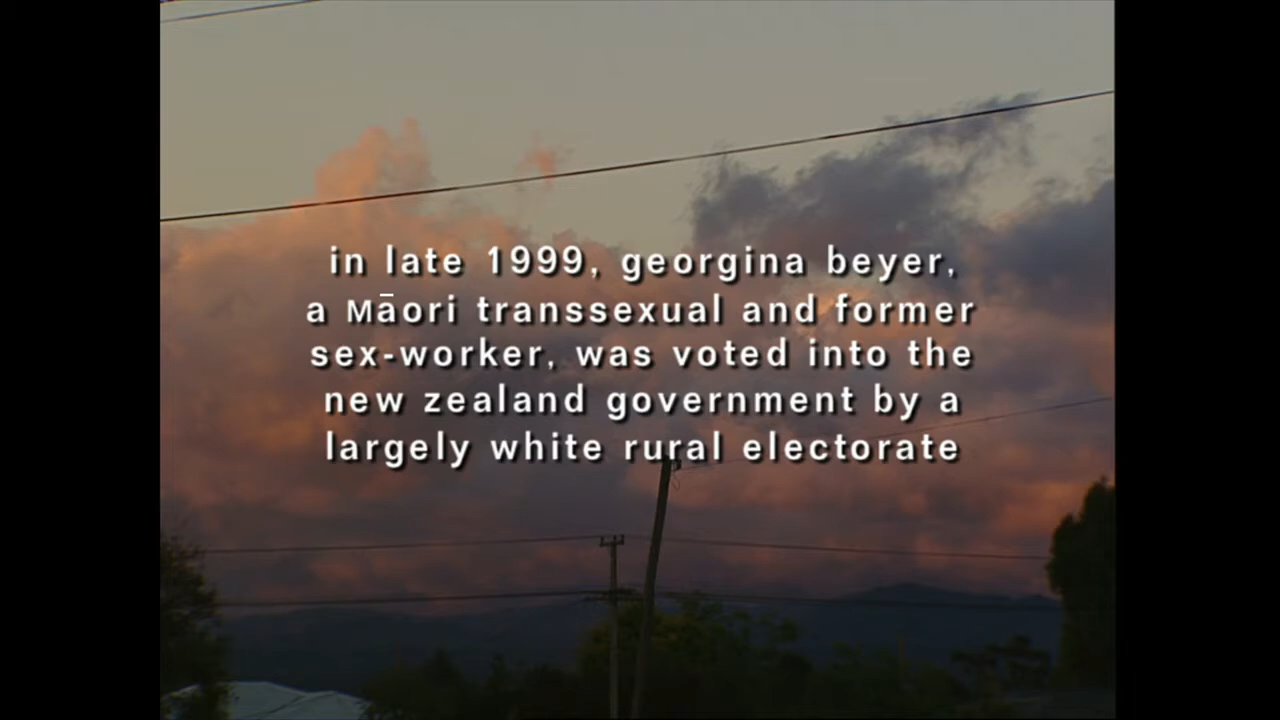 in late 1999, georgina beyer,
a Māori transsexual and former
sex-worker, was voted into the
new zealand government by a
largely white rural electorate